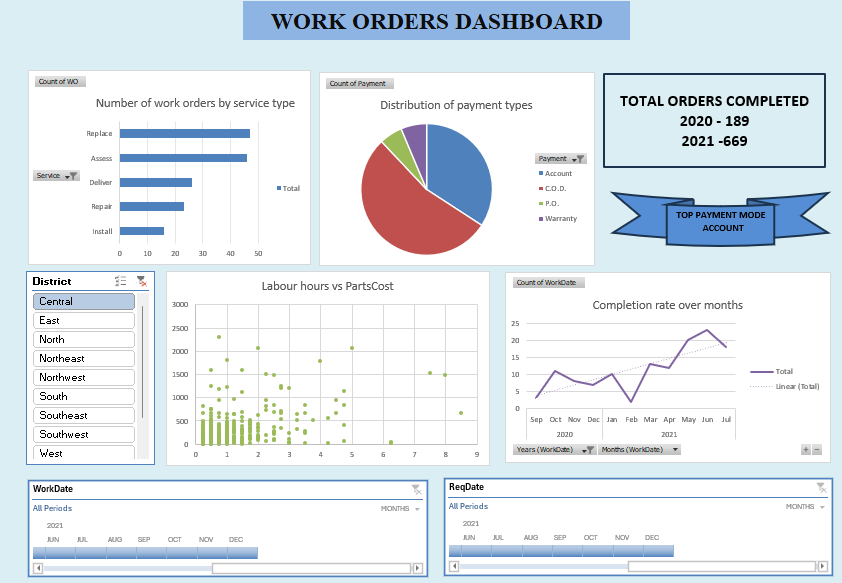 WORK ORDERS DASHBOARD
Count of WO
Number of work orders by service type
Replace
Assess
Deliver
Repair
Install
Service
Total
0 10 20 30 40 50
Count of Payment
Distribution of payment types
Payment
Account
C.O.D.
P.O.
Warranty
TOTAL ORDERS COMPLETED
2020 - 189
2021 -669
TOP PAYMENT MODE
ACCOUNT
District
Central
East
North
Northeast
Northwest
South
Southeast
Southwest
West
Labour hours vs PartsCost
3000
2500
2000
1500
1000
500
0
0 1 2 3 4 5 6 7 8 9
Count of WorkDate
Completion rate over months
25
20
15
10
5
0
Sep Oct Nov Dec Jan Feb Mar Apr May Jun Jul
2020 2021
Total
Linear (Total)
Years (WorkDate) Months (WorkDate)
WorkDate
All Periods MONTHS
2021
JUN JUL AUG SEP OCT NOV DEC
ReqDate
All Periods MONTHS
2021
JUN JUL AUG SEP OCT NOV DEC